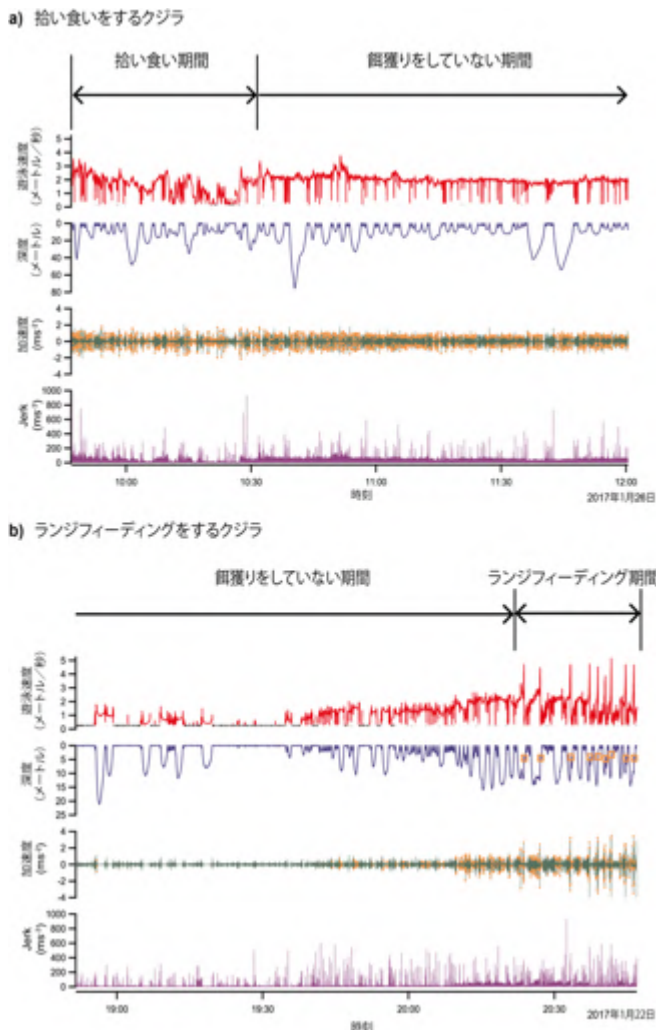 a) 拾い食いをするクジラ
拾い食い期間
餌獲りをしていない期間
遊泳速度
(メートル／秒)
5
4
3
2
1
0
深度
(メートル)
0
20
40
60
80
加速度
(ms⁻²)
4
2
0
-2
-4
Jerk
(ms⁻³)
1000
800
600
400
200
0
10:00
10:30
11:00
11:30
12:00
時刻
2017年1月26日
b) ランジフィーディングをするクジラ
餌獲りをしていない期間
ランジフィーディング期間
遊泳速度
(メートル／秒)
5
4
3
2
1
0
深度
(メートル)
0
5
10
15
20
25
加速度
(ms⁻²)
4
2
0
-2
-4
Jerk
(ms⁻³)
1000
800
600
400
200
0
19:00
19:30
20:00
20:30
時刻
2017年1月22日